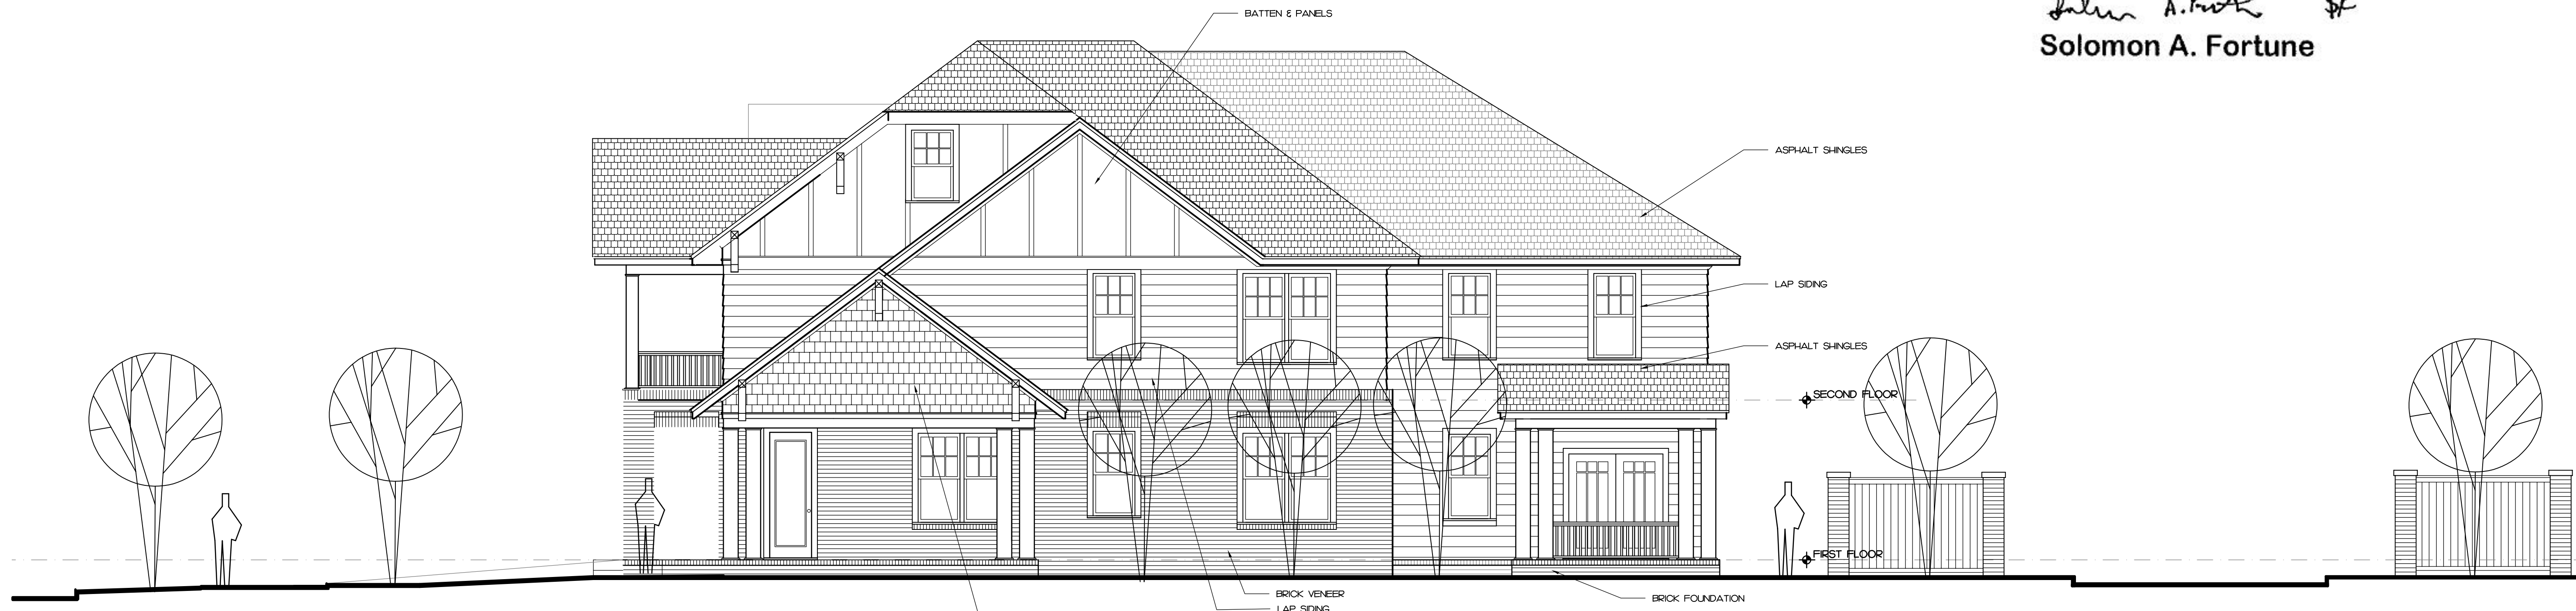 BATTEN & PANELS
Solomon A. Fortune
ASPHALT SHINGLES
LAP SIDING
ASPHALT SHINGLES
SECOND FLOOR
FIRST FLOOR
BRICK VENEER
LAP SIDING
BRICK FOUNDATION